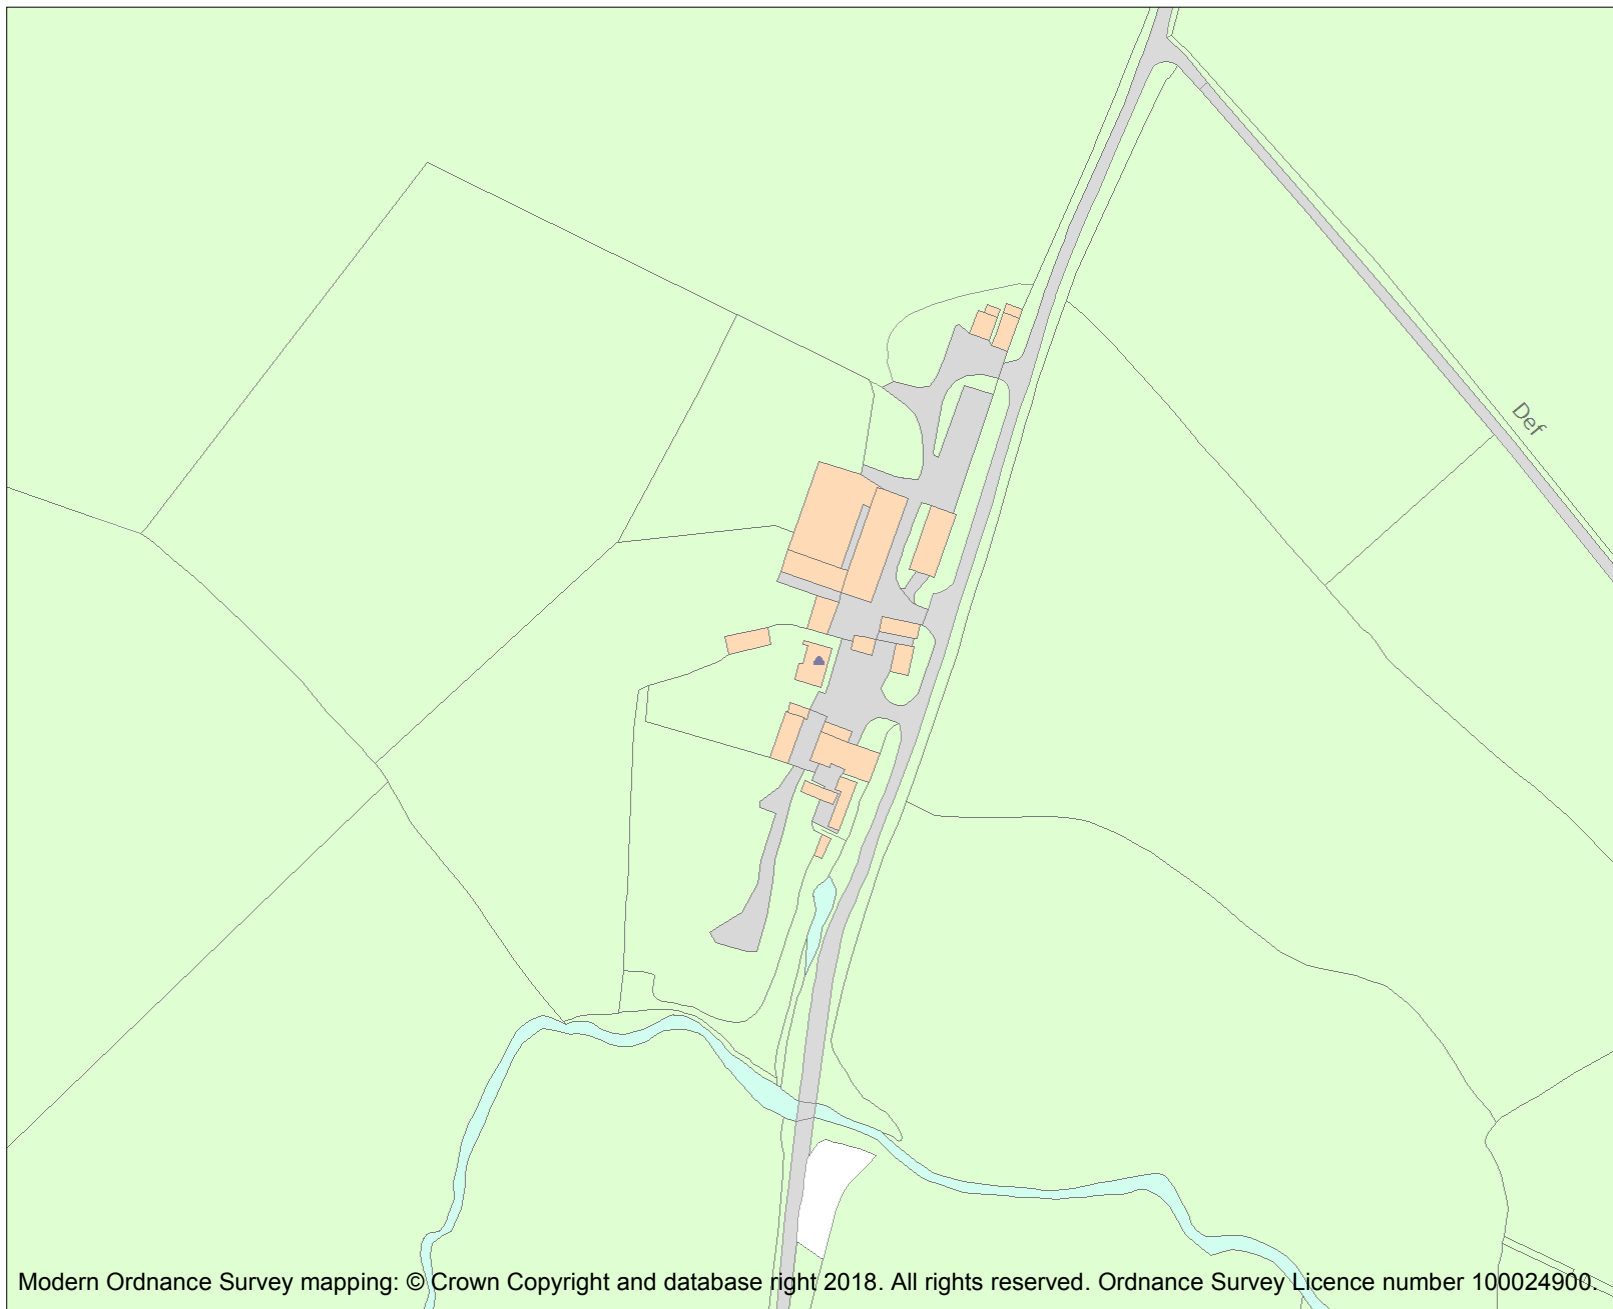 Def
Modern Ordnance Survey mapping: © Crown Copyright and database right 2018. All rights reserved. Ordnance Survey Licence number 100024900.